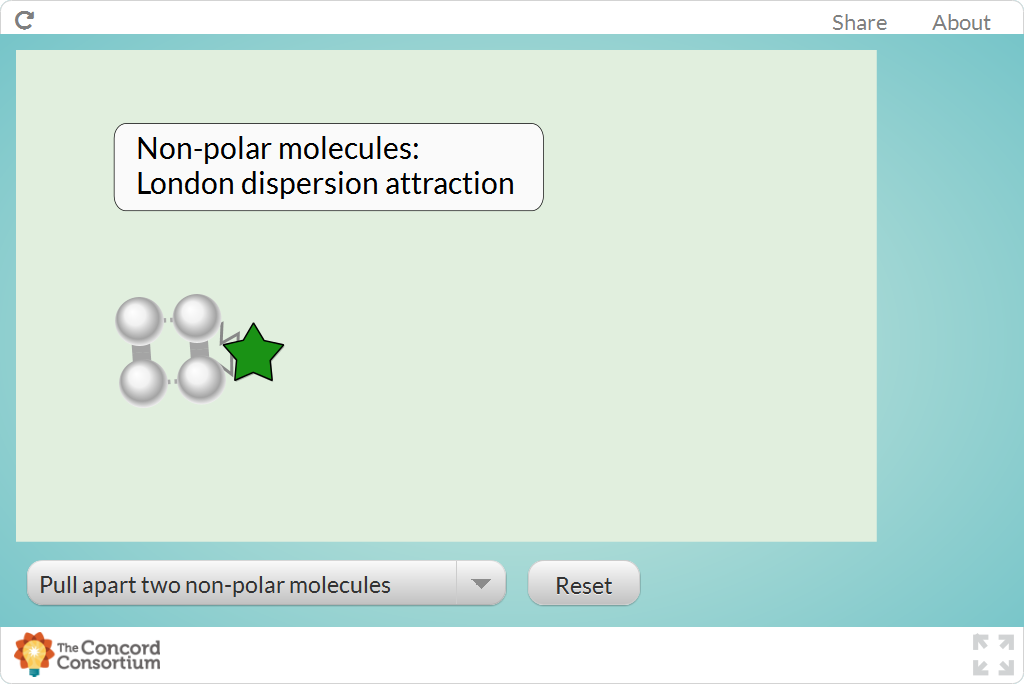 Share About
Non-polar molecules:
London dispersion attraction
Pull apart two non-polar molecules Reset
The Concord
Consortium